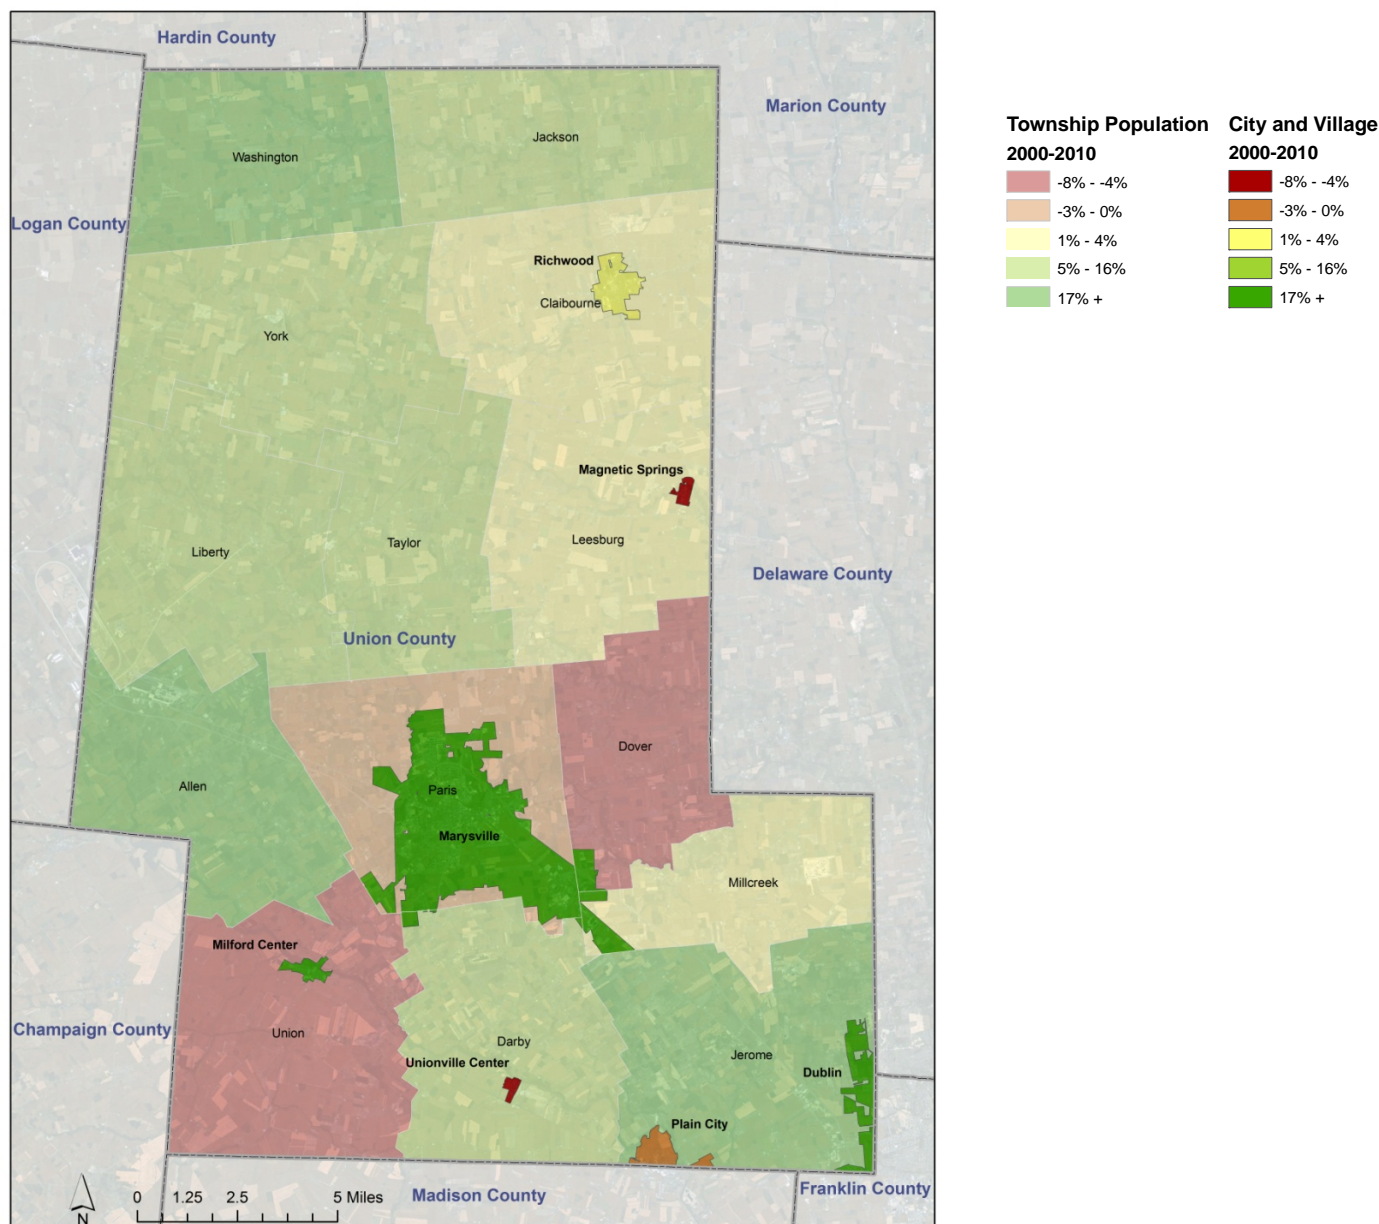 Hardin County
Marion County
Township Population
2000-2010
-8% - -4%
-3% - 0%
1% - 4%
5% - 16%
17% +
City and Village
2000-2010
-8% - -4%
-3% - 0%
1% - 4%
5% - 16%
17% +
Jackson
Washington
Logan County
Richwood
Claibourne
York
Magnetic Springs
Leesburg
Taylor
Liberty
Delaware County
Union County
Dover
Allen
Paris
Marysville
Millcreek
Milford Center
Champaign County
Union
Darby
Unionville Center
Jerome
Dublin
Plain City
Madison County
Franklin County
0 1.25 2.5 5 Miles
N